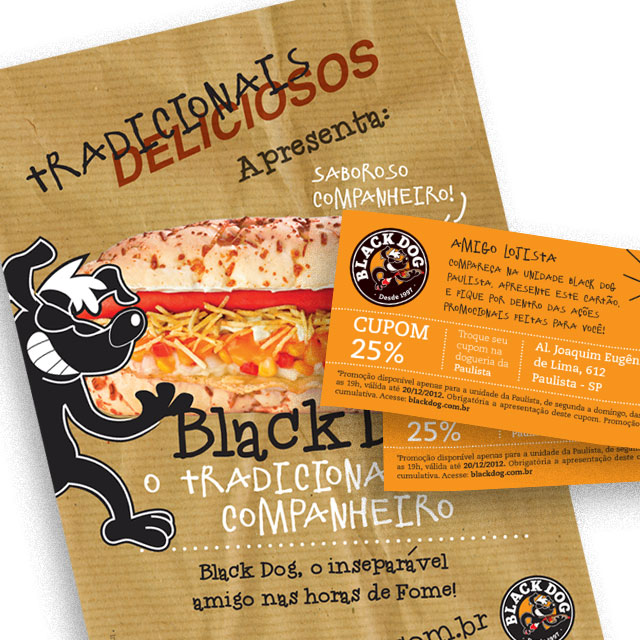 tRADICIONAIS
DELICIOSOS
Apresenta:
SABOROSO
COMPANHEIRO!
Black
O tRADICIONA
COMPANHEIRO
Black Dog, o inseparável
amigo nas horas de Fome!
om.br
BLACK DOG
BLACK DOG
Desde 1997
AMIGO LOJISTA
COMPAREÇA NA UNIDADE BLACK DOG
PAULISTA, APRESENTE ESTE CARTÃO,
E FIQUE POR DENTRO DAS AÇÕES
PROMOCIONAIS FEITAS PARA VOCÊ!
CUPOM
25%
Troque seu
cupom na
dogueria da
Paulista
Al. Joaquim Eugên
de Lima, 612
Paulista - SP
*Promoção disponível apenas para a unidade da Paulista, de segunda a domingo, das
as 19h, válida até 20/12/2012. Obrigatória a apresentação deste cupom. Promoção
cumulativa. Acesse: blackdog.com.br
25%
Paulista
*Promoção disponível apenas para a unidade da Paulista, de segu
as 19h, válida até 20/12/2012. Obrigatória a apresentação deste c
cumulativa. Acesse: blackdog.com.br